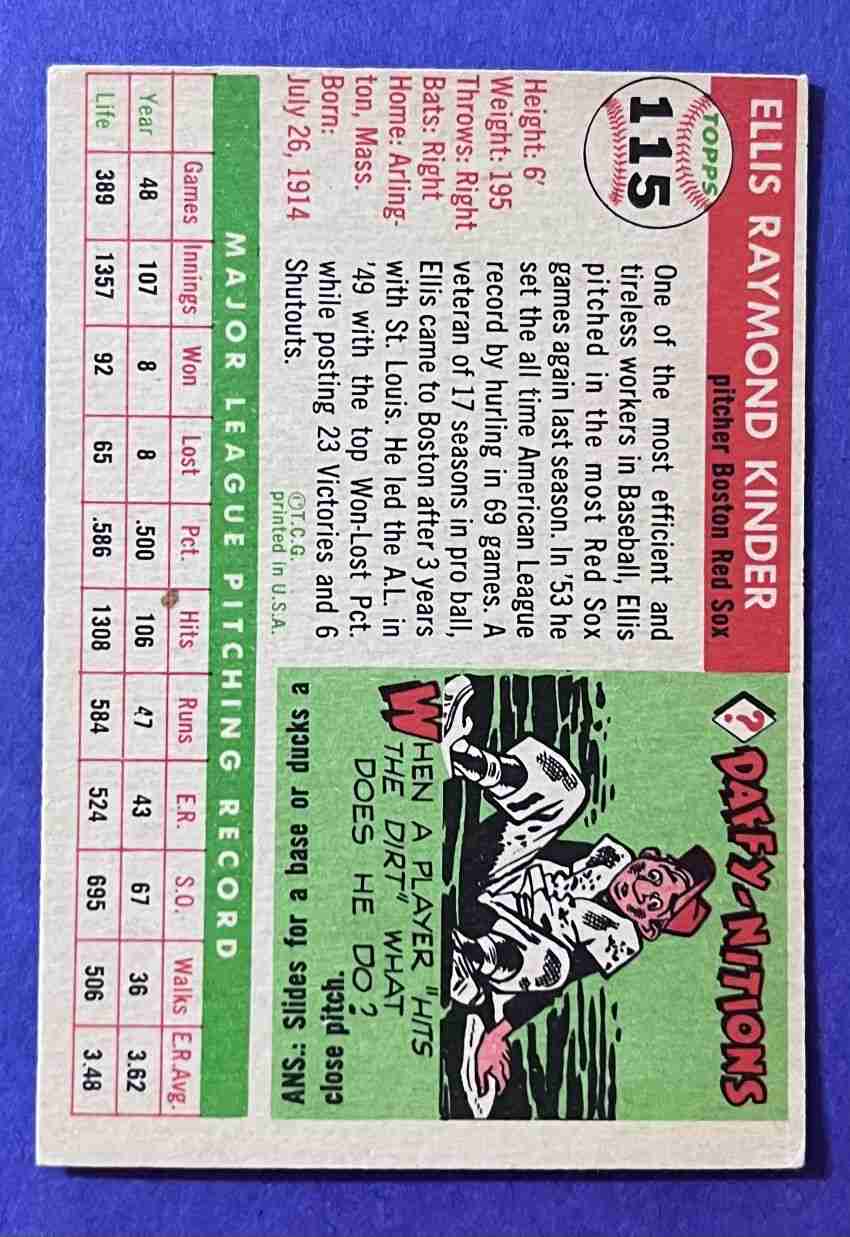 ELLIS RAYMOND KINDER
pitcher Boston Red Sox
TOPPS
115
Height: 6'
Weight: 195
Throws: Right
Bats: Right
Home: Arling-
ton, Mass.
Born:
July 26, 1914
One of the most efficient and
tireless workers in Baseball, Ellis
pitched in the most Red Sox
games again last season. In '53 he
set the all time American League
record by hurling in 69 games. A
veteran of 17 seasons in pro ball,
Ellis came to Boston after 3 years
with St. Louis. He led the A.L. in
'49 with the top Won-Lost Pct.
while posting 23 Victories and 6
Shutouts.
©T.C.G.
printed in U.S.A.
? DAFFY-NITIONS
WHEN A PLAYER "HITS
THE DIRT" WHAT
DOES HE DO?
ANS.: Slides for a base or ducks a
close pitch.
MAJOR LEAGUE PITCHING RECORD
Games Innings Won Lost Pct. Hits Runs E.R. S.O. Walks E.R.Avg.
Year 48 107 8 8 .500 106 47 43 67 36 3.62
Life 389 1357 92 65 .586 1308 584 524 695 506 3.48